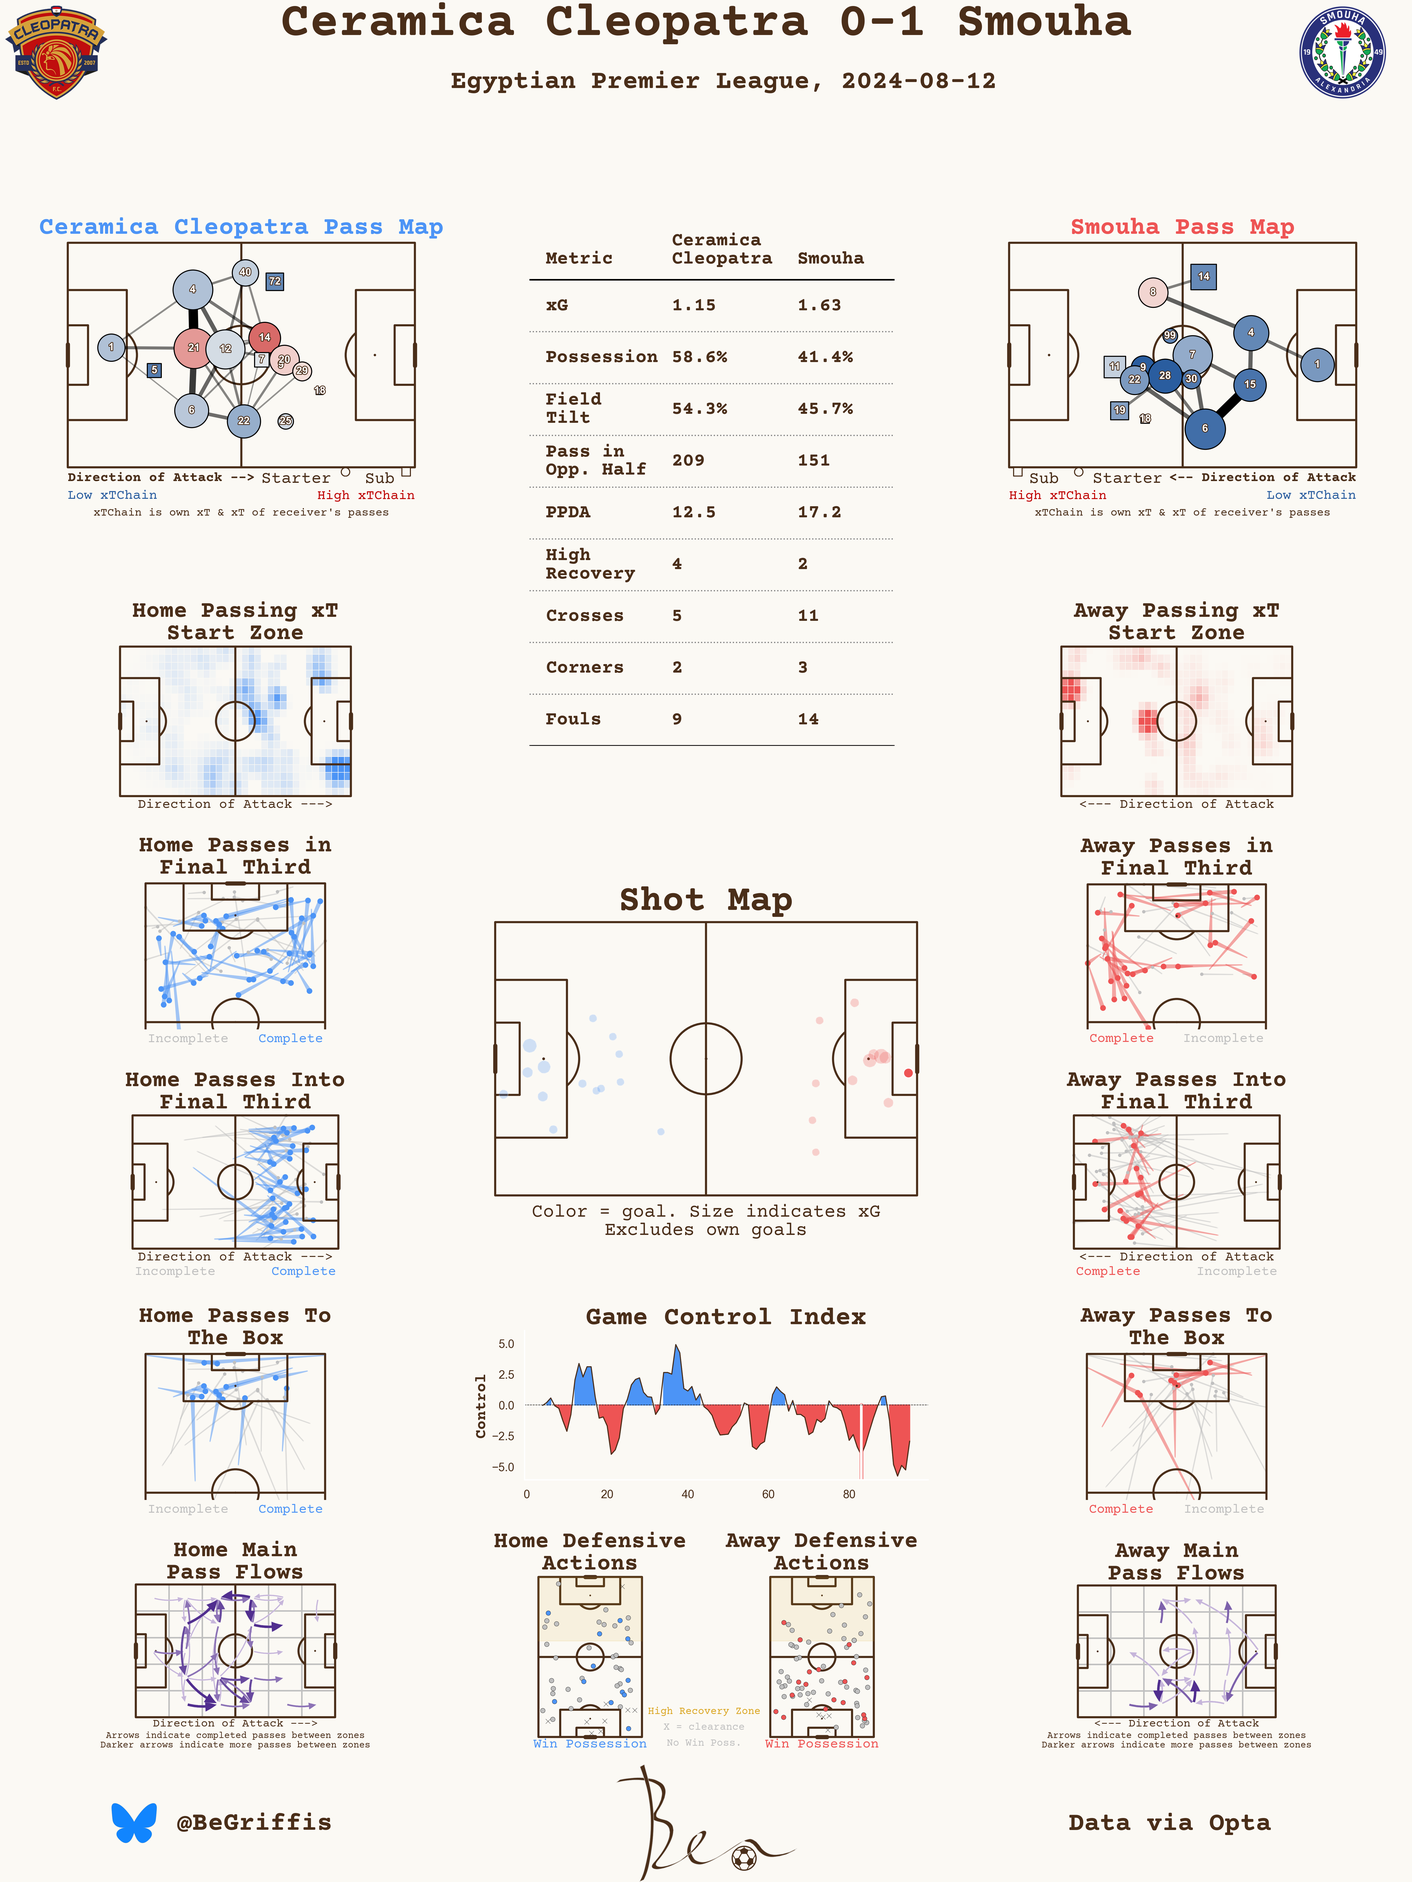 Ceramica Cleopatra 0-1 Smouha
Egyptian Premier League, 2024-08-12
CLEOPATRA
ESTD 2007
F.C.
SMOUHA
19 49
ALEXANDRIA
Ceramica Cleopatra Pass Map
4 40 72 1 21 12 14 7 20 9 29 5 18 6 22 25
Direction of Attack --> Starter Sub
Low xTChain High xTChain
xTChain is own xT & xT of receiver's passes
Metric Ceramica Cleopatra Smouha
xG 1.15 1.63
Possession 58.6% 41.4%
Field Tilt 54.3% 45.7%
Pass in Opp. Half 209 151
PPDA 12.5 17.2
High Recovery 4 2
Crosses 5 11
Corners 2 3
Fouls 9 14
Smouha Pass Map
8 14 99 4 7 1 11 9 22 28 30 15 19 18 6
Sub Starter <-- Direction of Attack
High xTChain Low xTChain
xTChain is own xT & xT of receiver's passes
Home Passing xT
Start Zone
Direction of Attack --->
Away Passing xT
Start Zone
<--- Direction of Attack
Home Passes in
Final Third
Incomplete Complete
Away Passes in
Final Third
Complete Incomplete
Shot Map
Color = goal. Size indicates xG
Excludes own goals
Home Passes Into
Final Third
Direction of Attack --->
Incomplete Complete
Away Passes Into
Final Third
<--- Direction of Attack
Complete Incomplete
Home Passes To
The Box
Incomplete Complete
Game Control Index
Control
5.0
2.5
0.0
−2.5
−5.0
0 20 40 60 80
Away Passes To
The Box
Complete Incomplete
Home Main
Pass Flows
Direction of Attack --->
Arrows indicate completed passes between zones
Darker arrows indicate more passes between zones
Home Defensive
Actions
Win Possession
High Recovery Zone
X = clearance
No Win Poss.
Away Defensive
Actions
Win Possession
Away Main
Pass Flows
<--- Direction of Attack
Arrows indicate completed passes between zones
Darker arrows indicate more passes between zones
@BeGriffis
Ben
Data via Opta